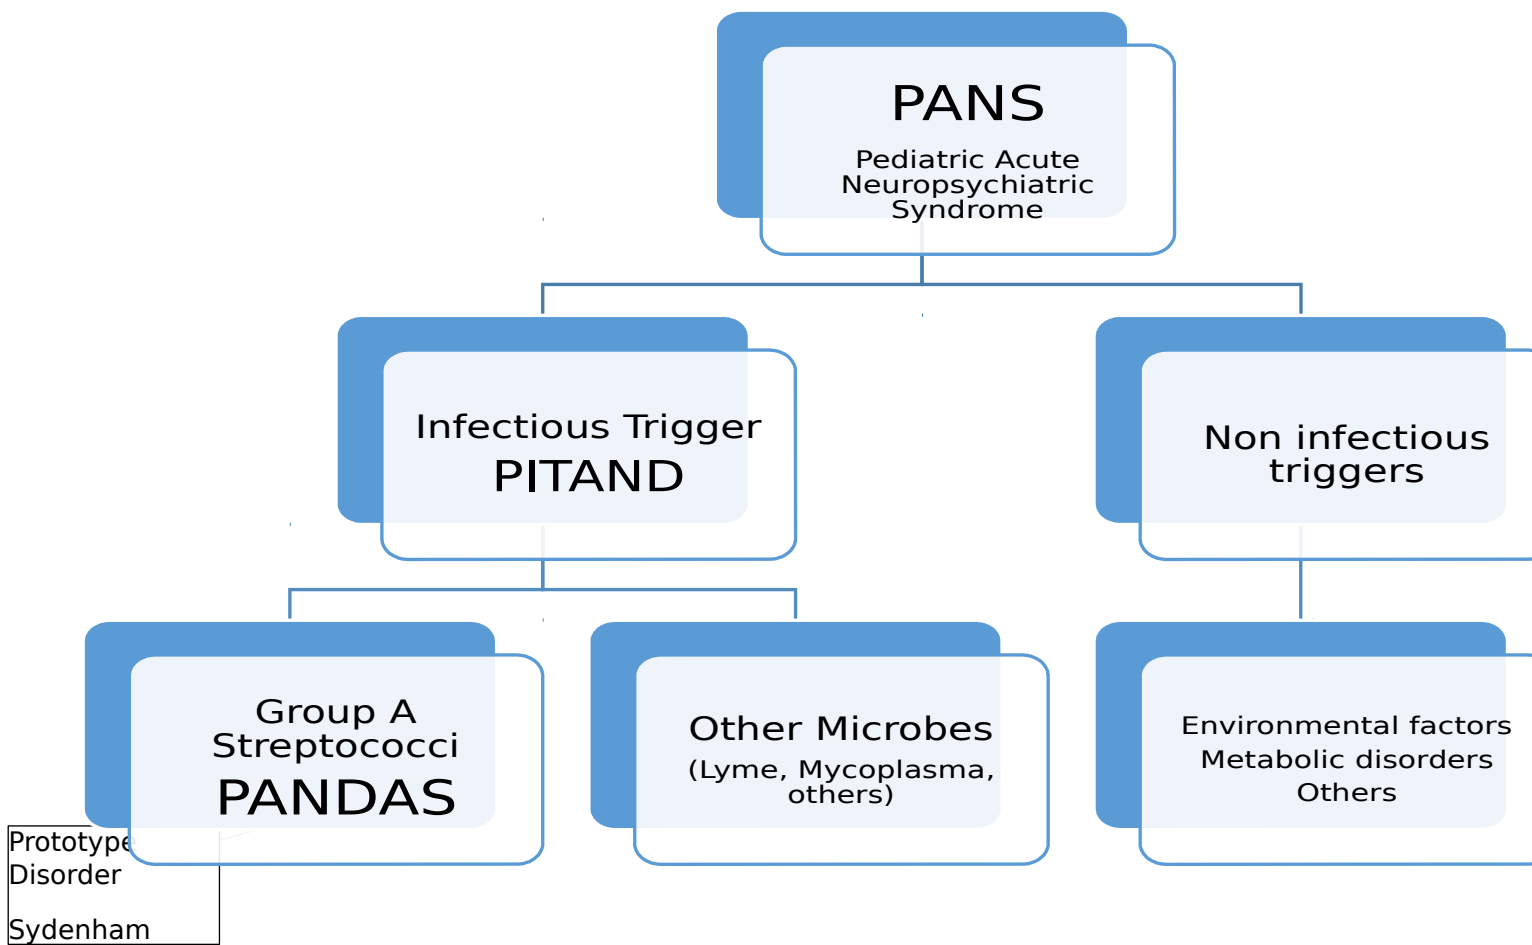 PANS
Pediatric Acute
Neuropsychiatric
Syndrome
Infectious Trigger
PITAND
Non infectious
triggers
Group A
Streptococci
PANDAS
Other Microbes
(Lyme, Mycoplasma,
others)
Environmental factors
Metabolic disorders
Others
Prototype
Disorder
Sydenham